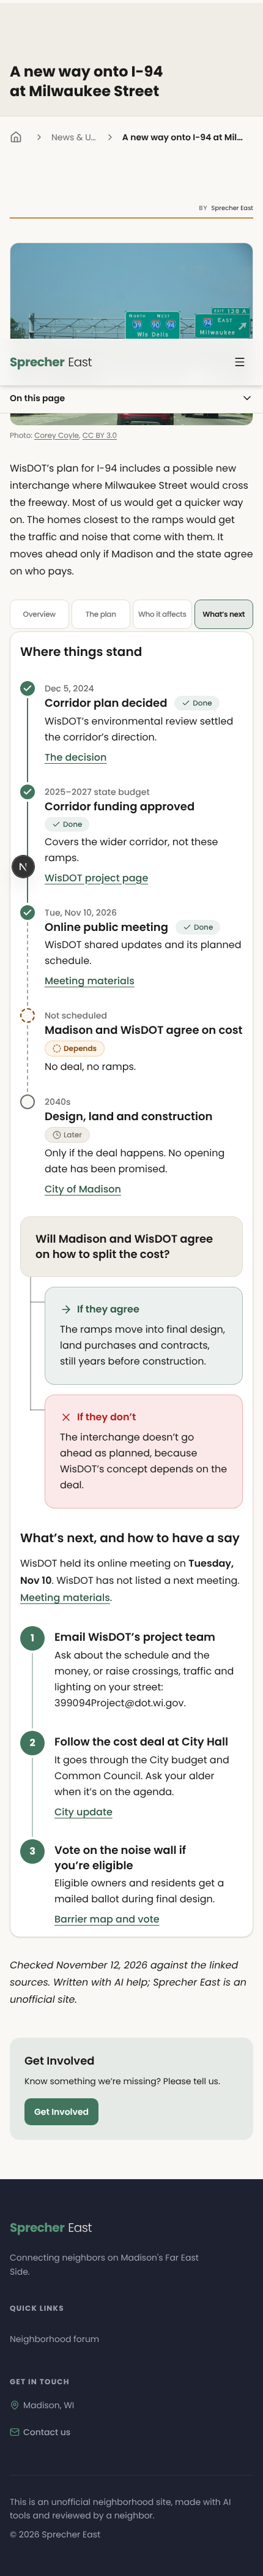 A new way onto I-94
at Milwaukee Street
News & U...
A new way onto I-94 at Mil...
BY Sprecher East
NORTH WEST
39 90 94
Wis Dells
EXIT 138 A
94 EAST
Milwaukee
Sprecher East
On this page
Photo: Corey Coyle, CC BY 3.0
WisDOT’s plan for I-94 includes a possible new
interchange where Milwaukee Street would cross
the freeway. Most of us would get a quicker way
on. The homes closest to the ramps would get
the traffic and noise that come with them. It
moves ahead only if Madison and the state agree
on who pays.
Overview
The plan
Who it affects
What’s next
Where things stand
Dec 5, 2024
Corridor plan decided Done
WisDOT’s environmental review settled
the corridor’s direction.
The decision
2025–2027 state budget
Corridor funding approved
Done
Covers the wider corridor, not these
ramps.
WisDOT project page
N
Tue, Nov 10, 2026
Online public meeting Done
WisDOT shared updates and its planned
schedule.
Meeting materials
Not scheduled
Madison and WisDOT agree on cost
Depends
No deal, no ramps.
2040s
Design, land and construction
Later
Only if the deal happens. No opening
date has been promised.
City of Madison
Will Madison and WisDOT agree
on how to split the cost?
If they agree
The ramps move into final design,
land purchases and contracts,
still years before construction.
If they don’t
The interchange doesn’t go
ahead as planned, because
WisDOT’s concept depends on the
deal.
What’s next, and how to have a say
WisDOT held its online meeting on Tuesday,
Nov 10. WisDOT has not listed a next meeting.
Meeting materials.
1
Email WisDOT’s project team
Ask about the schedule and the
money, or raise crossings, traffic and
lighting on your street:
399094Project@dot.wi.gov.
2
Follow the cost deal at City Hall
It goes through the City budget and
Common Council. Ask your alder
when it’s on the agenda.
City update
3
Vote on the noise wall if
you’re eligible
Eligible owners and residents get a
mailed ballot during final design.
Barrier map and vote
Checked November 12, 2026 against the linked
sources. Written with AI help; Sprecher East is an
unofficial site.
Get Involved
Know something we’re missing? Please tell us.
Get Involved
Sprecher East
Connecting neighbors on Madison's Far East
Side.
QUICK LINKS
Neighborhood forum
GET IN TOUCH
Madison, WI
Contact us
This is an unofficial neighborhood site, made with AI
tools and reviewed by a neighbor.
© 2026 Sprecher East